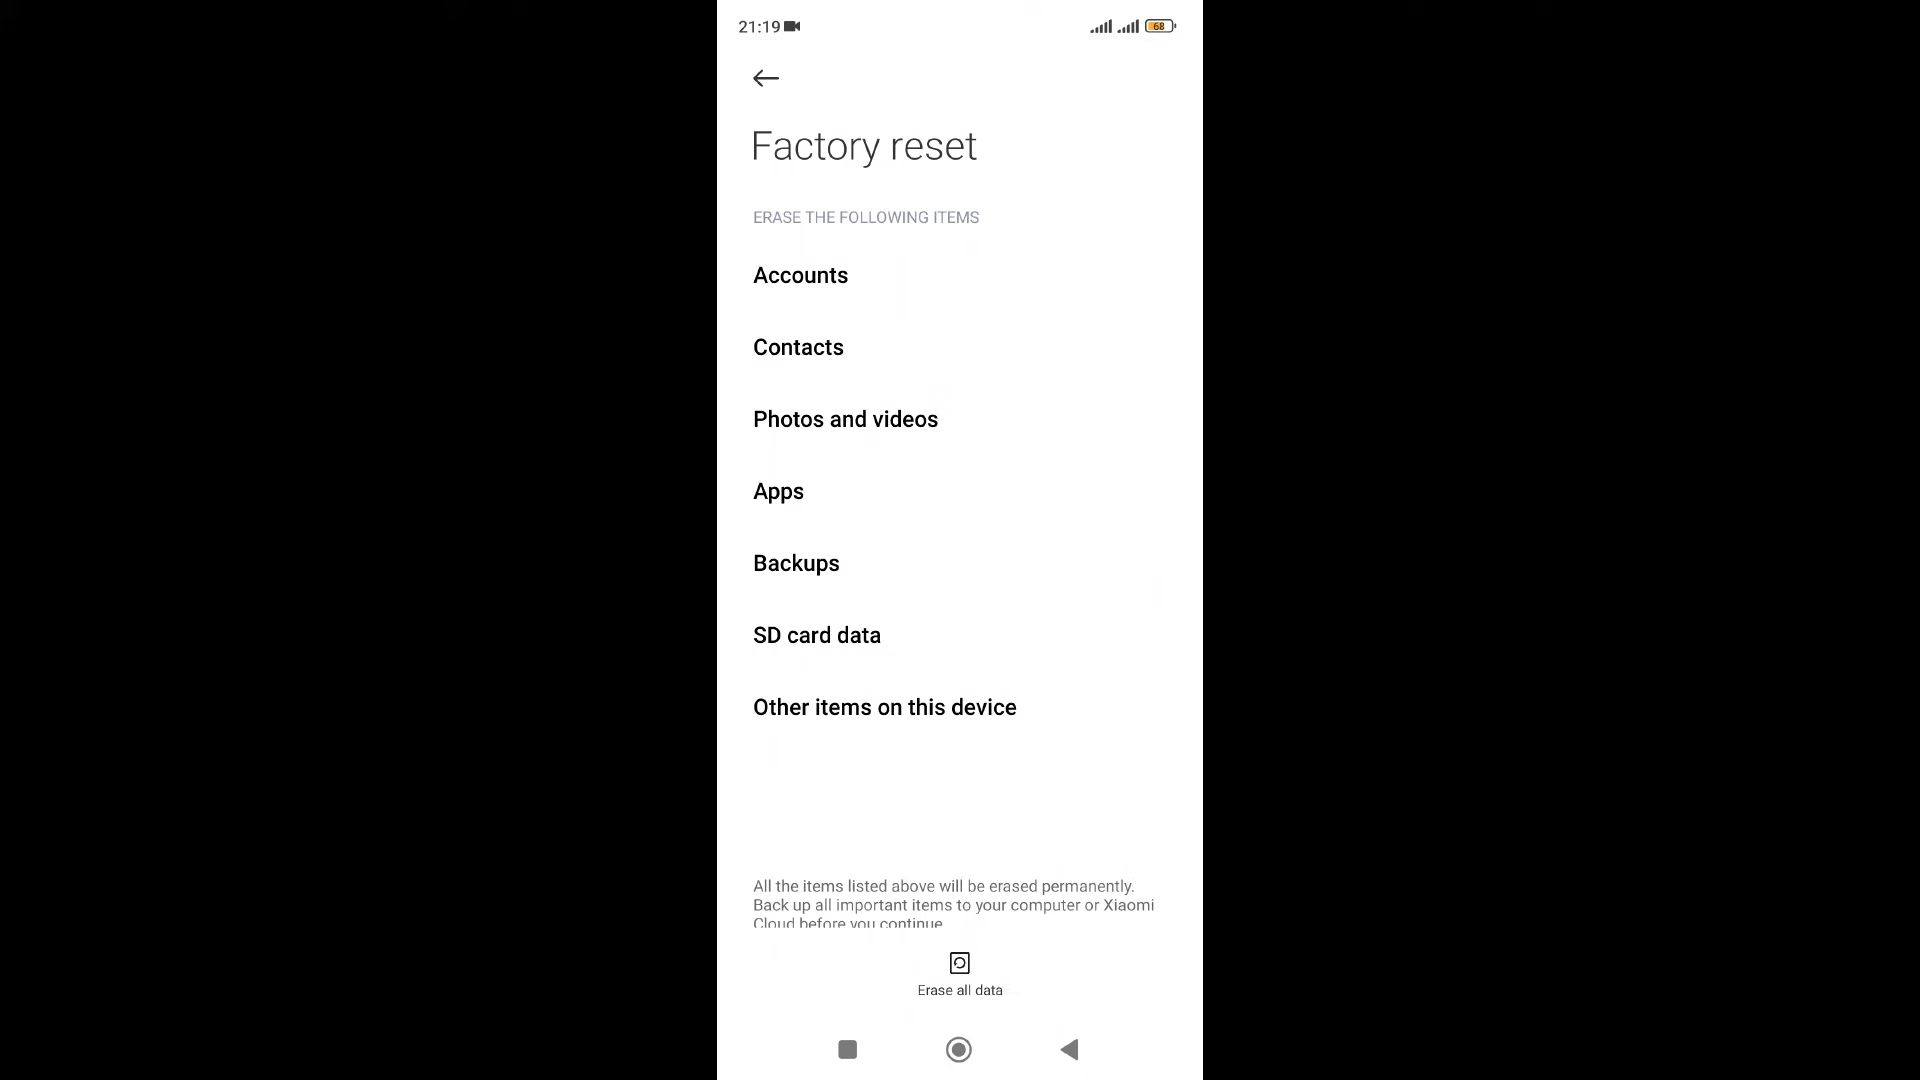 21:19
68
Factory reset
ERASE THE FOLLOWING ITEMS
Accounts
Contacts
Photos and videos
Apps
Backups
SD card data
Other items on this device
All the items listed above will be erased permanently.
Back up all important items to your computer or Xiaomi
Cloud before you continue
Erase all data